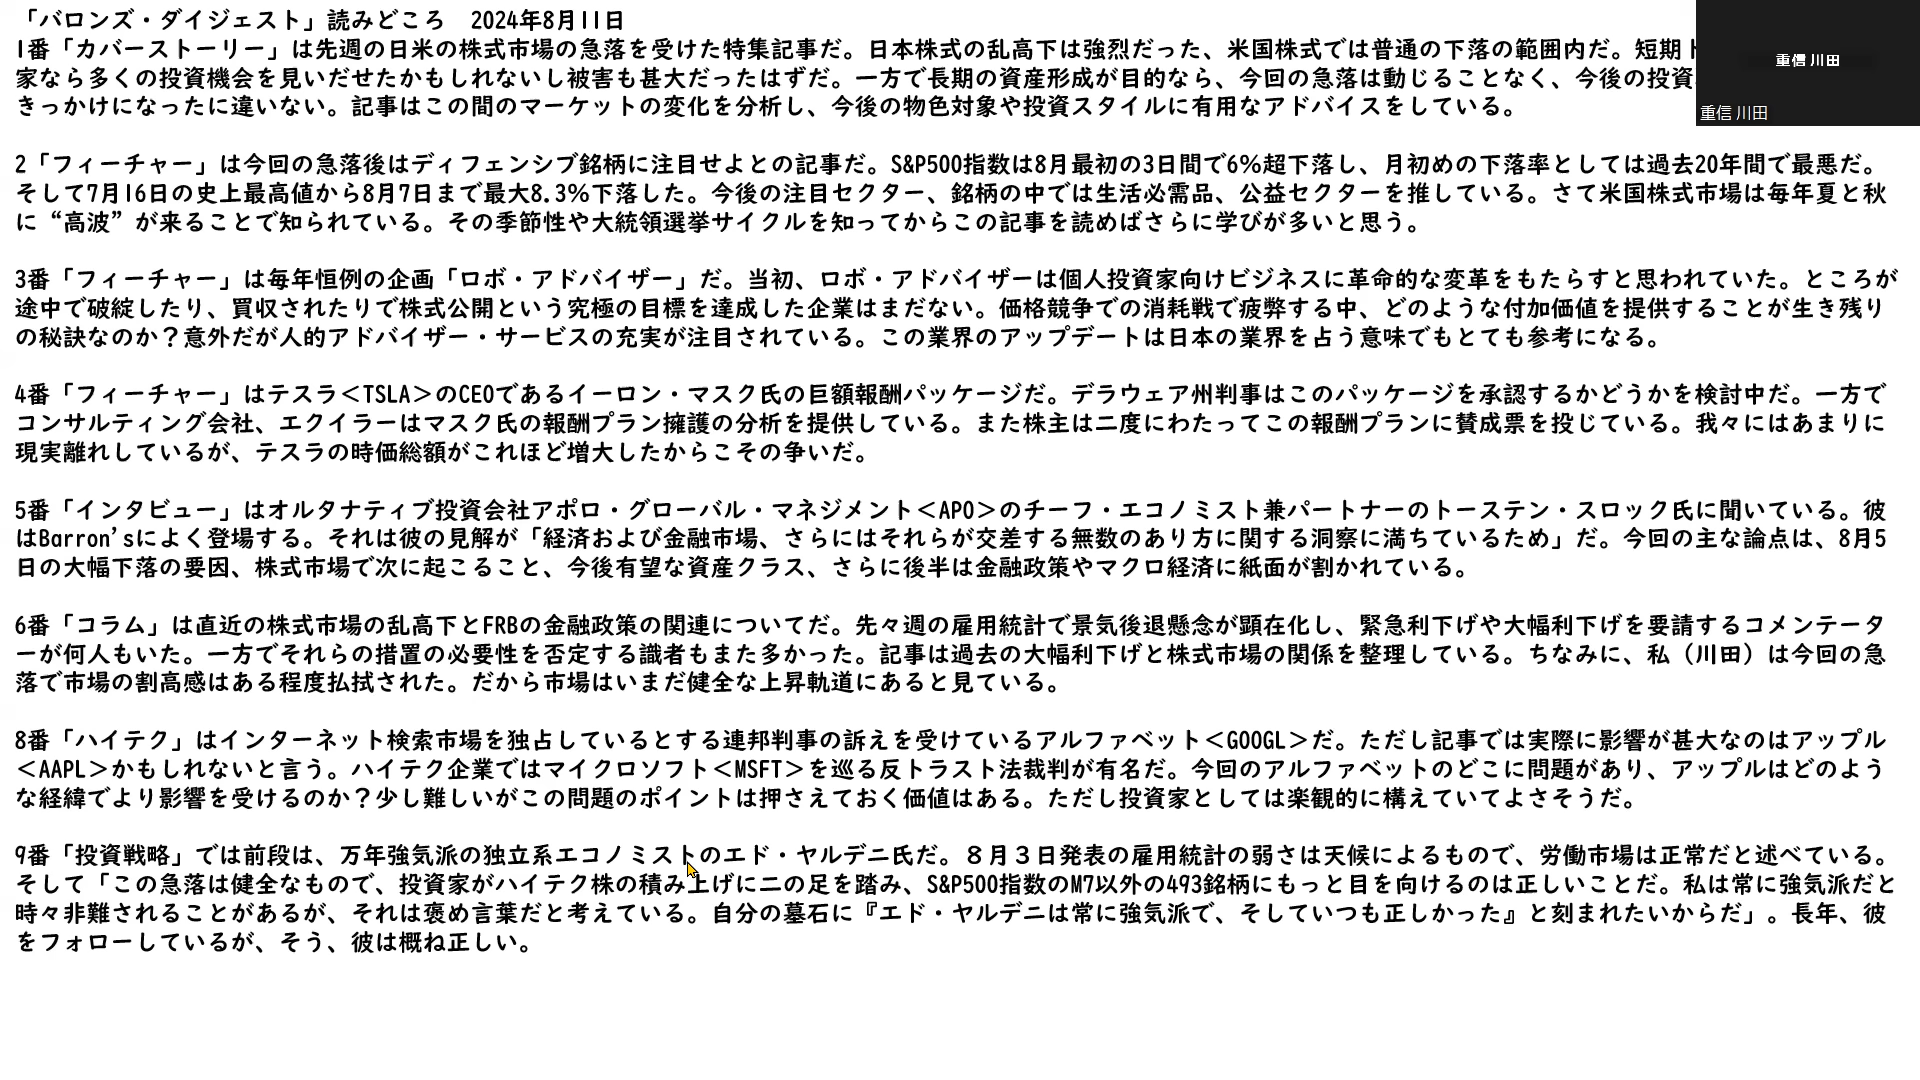 「バロンズ・ダイジェスト」読みどころ　2024年8月11日
1番「カバーストーリー」は先週の日米の株式市場の急落を受けた特集記事だ。日本株式の乱高下は強烈だった、米国株式では普通の下落の範囲内だ。短期
家なら多くの投資機会を見いだせたかもしれないし被害も甚大だったはずだ。一方で長期の資産形成が目的なら、今回の急落は動じることなく、今後の投資
きっかけになったに違いない。記事はこの間のマーケットの変化を分析し、今後の物色対象や投資スタイルに有用なアドバイスをしている。
重信 川田
重信 川田
2「フィーチャー」は今回の急落後はディフェンシブ銘柄に注目せよとの記事だ。S&P500指数は8月最初の3日間で6%超下落し、月初めの下落率としては過去20年間で最悪だ。
そして7月16日の史上最高値から8月7日まで最大8.3%下落した。今後の注目セクター、銘柄の中では生活必需品、公益セクターを推している。さて米国株式市場は毎年夏と秋
に“高波”が来ることで知られている。その季節性や大統領選挙サイクルを知ってからこの記事を読めばさらに学びが多いと思う。
3番「フィーチャー」は毎年恒例の企画「ロボ・アドバイザー」だ。当初、ロボ・アドバイザーは個人投資家向けビジネスに革命的な変革をもたらすと思われていた。ところが
途中で破綻したり、買収されたりで株式公開という究極の目標を達成した企業はまだない。価格競争での消耗戦で疲弊する中、どのような付加価値を提供することが生き残り
の秘訣なのか？意外だが人的アドバイザー・サービスの充実が注目されている。この業界のアップデートは日本の業界を占う意味でもとても参考になる。
4番「フィーチャー」はテスラ＜TSLA＞のCEOであるイーロン・マスク氏の巨額報酬パッケージだ。デラウェア州判事はこのパッケージを承認するかどうかを検討中だ。一方で
コンサルティング会社、エクイラーはマスク氏の報酬プラン擁護の分析を提供している。また株主は二度にわたってこの報酬プランに賛成票を投じている。我々にはあまりに
現実離れしているが、テスラの時価総額がこれほど増大したからこその争いだ。
5番「インタビュー」はオルタナティブ投資会社アポロ・グローバル・マネジメント＜APO＞のチーフ・エコノミスト兼パートナーのトーステン・スロック氏に聞いている。彼
はBarron’sによく登場する。それは彼の見解が「経済および金融市場、さらにはそれらが交差する無数のあり方に関する洞察に満ちているため」だ。今回の主な論点は、8月5
日の大幅下落の要因、株式市場で次に起こること、今後有望な資産クラス、さらに後半は金融政策やマクロ経済に紙面が割かれている。
6番「コラム」は直近の株式市場の乱高下とFRBの金融政策の関連についてだ。先々週の雇用統計で景気後退懸念が顕在化し、緊急利下げや大幅利下げを要請するコメンテータ
ーが何人もいた。一方でそれらの措置の必要性を否定する識者もまた多かった。記事は過去の大幅利下げと株式市場の関係を整理している。ちなみに、私（川田）は今回の急
落で市場の割高感はある程度払拭された。だから市場はいまだ健全な上昇軌道にあると見ている。
8番「ハイテク」はインターネット検索市場を独占しているとする連邦判事の訴えを受けているアルファベット＜GOOGL＞だ。ただし記事では実際に影響が甚大なのはアップル
＜AAPL＞かもしれないと言う。ハイテク企業ではマイクロソフト＜MSFT＞を巡る反トラスト法裁判が有名だ。今回のアルファベットのどこに問題があり、アップルはどのよう
な経緯でより影響を受けるのか？少し難しいがこの問題のポイントは押さえておく価値はある。ただし投資家としては楽観的に構えていてよさそうだ。
9番「投資戦略」では前段は、万年強気派の独立系エコノミストのエド・ヤルデニ氏だ。８月３日発表の雇用統計の弱さは天候によるもので、労働市場は正常だと述べている。
そして「この急落は健全なもので、投資家がハイテク株の積み上げに二の足を踏み、S&P500指数のM7以外の493銘柄にもっと目を向けるのは正しいことだ。私は常に強気派だと
時々非難されることがあるが、それは褒め言葉だと考えている。自分の墓石に『エド・ヤルデニは常に強気派で、そしていつも正しかった』と刻まれたいからだ」。長年、彼
をフォローしているが、そう、彼は概ね正しい。